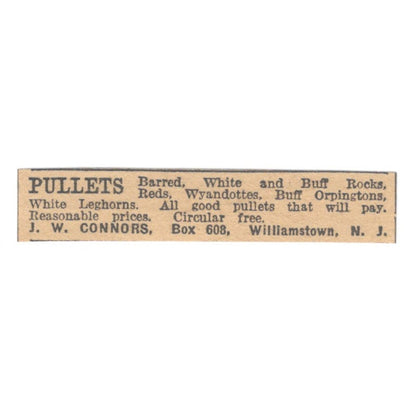 PULLETS Barred, White and Buff Rocks,
Reds, Wyandottes, Buff Orpingtons,
White Leghorns. All good pullets that will pay.
Reasonable prices. Circular free.
J. W. CONNORS, Box 608, Williamstown, N. J.